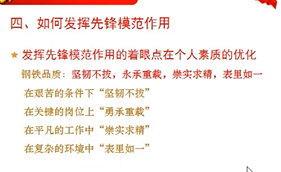 四、如何发挥先锋模范作用
发挥先锋模范作用的着眼点在个人素质的优化
钢铁品质：坚韧不拔，永承重载，崇实求精，表里如一
在艰苦的条件下“坚韧不拔”
在关键的岗位上“勇承重载”
在平凡的工作中“崇实求精”
在复杂的环境中“表里如一”